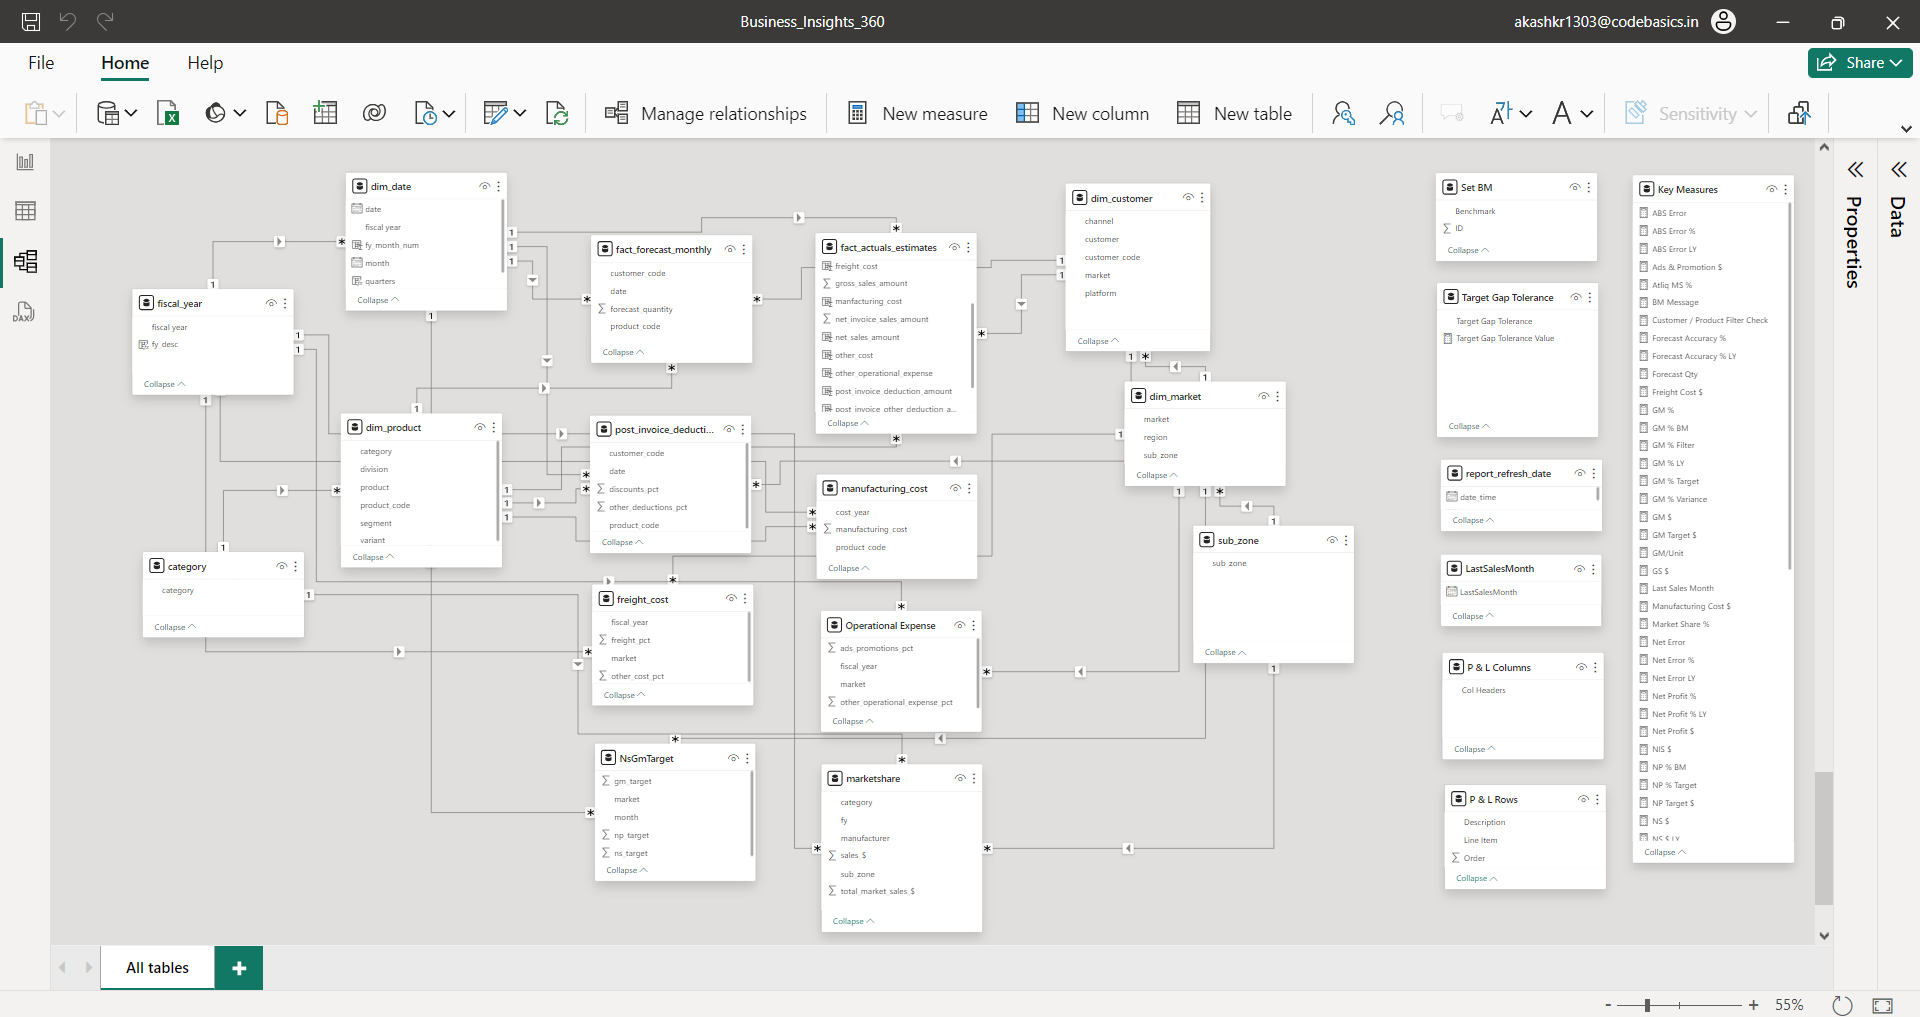 Business_Insights_360
akashkr1303@codebasics.in
File
Home
Help
Share
Manage relationships
New measure
New column
New table
Sensitivity
DAX
dim_date
date
fiscal year
fy_month_num
month
quarters
Collapse
fiscal_year
fiscal year
fy desc
Collapse
fact_forecast_monthly
customer_code
date
forecast_quantity
product_code
Collapse
fact_actuals_estimates
freight_cost
gross_sales_amount
manfacturing_cost
net_invoice_sales_amount
net_sales_amount
other_cost
other_operational_expense
post_invoice_deduction_amount
post_invoice_other_deduction_a...
Collapse
dim_customer
channel
customer
customer_code
market
platform
Collapse
dim_market
market
region
sub_zone
Collapse
dim_product
category
division
product
product_code
segment
variant
Collapse
post_invoice_deducti...
customer_code
date
discounts_pct
other_deductions_pct
product_code
Collapse
manufacturing_cost
cost_year
manufacturing_cost
product_code
Collapse
sub_zone
sub_zone
Collapse
category
category
Collapse
freight_cost
fiscal_year
freight_pct
market
other_cost_pct
Collapse
Operational Expense
ads_promotions_pct
fiscal_year
market
other_operational_expense_pct
Collapse
NsGmTarget
gm_target
market
month
np_target
ns_target
Collapse
marketshare
category
fy
manufacturer
sales_$
sub_zone
total_market_sales_$
Collapse
Set BM
Benchmark
ID
Collapse
Target Gap Tolerance
Target Gap Tolerance
Target Gap Tolerance Value
Collapse
report_refresh_date
date_time
Collapse
LastSalesMonth
LastSalesMonth
Collapse
P & L Columns
Col Headers
Collapse
P & L Rows
Description
Line Item
Order
Collapse
Key Measures
ABS Error
ABS Error %
ABS Error LY
Ads & Promotion $
Atliq MS %
BM Message
Customer / Product Filter Check
Forecast Accuracy %
Forecast Accuracy % LY
Forecast Qty
Freight Cost $
GM %
GM % BM
GM % Filter
GM % LY
GM % Target
GM % Variance
GM $
GM Target $
GM/Unit
GS $
Last Sales Month
Manufacturing Cost $
Market Share %
Net Error
Net Error %
Net Error LY
Net Profit %
Net Profit % LY
Net Profit $
NIS $
NP % BM
NP % Target
NP Target $
NS $
NS $ LY
Collapse
Properties
Data
All tables
55%